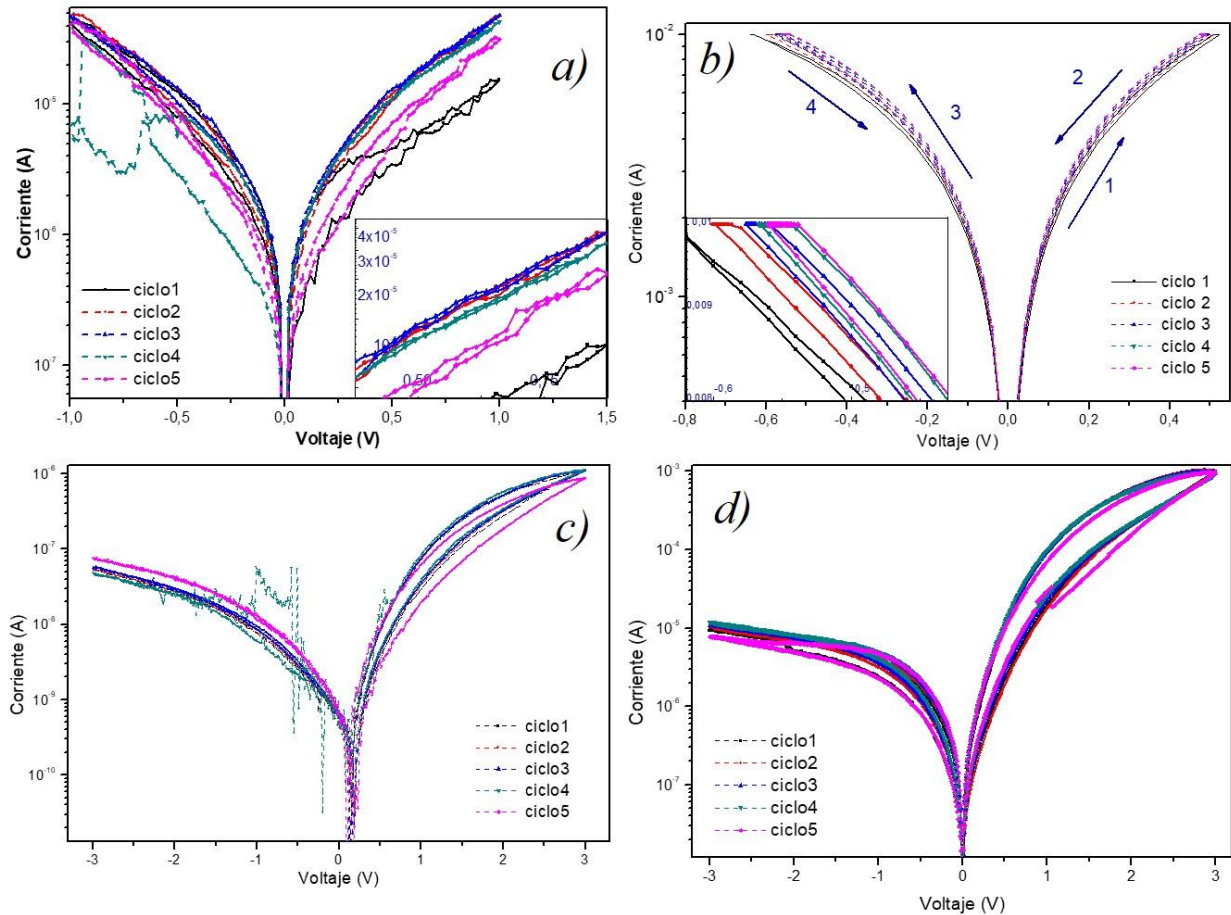 a)
Corriente (A)
10⁻⁵
10⁻⁶
10⁻⁷
ciclo1
ciclo2
ciclo3
ciclo4
ciclo5
4x10⁻⁵
3x10⁻⁵
2x10⁻⁵
0,50
-1,0 -0,5 0,0 0,5 1,0 1,5
Voltaje (V)
b)
Corriente (A)
10⁻²
10⁻³
4 3 2 1
0,01
0,009
0,008
-0,6
ciclo 1
ciclo 2
ciclo 3
ciclo 4
ciclo 5
-0,8 -0,6 -0,4 -0,2 0,0 0,2 0,4
Voltaje (V)
c)
Corriente (A)
10⁻⁶
10⁻⁷
10⁻⁸
10⁻⁹
10⁻¹⁰
ciclo1
ciclo2
ciclo3
ciclo4
ciclo5
-3 -2 -1 0 1 2 3
Voltaje (V)
d)
Corriente (A)
10⁻³
10⁻⁴
10⁻⁵
10⁻⁶
10⁻⁷
ciclo1
ciclo2
ciclo3
ciclo4
ciclo5
-3 -2 -1 0 1 2 3
Voltaje (V)